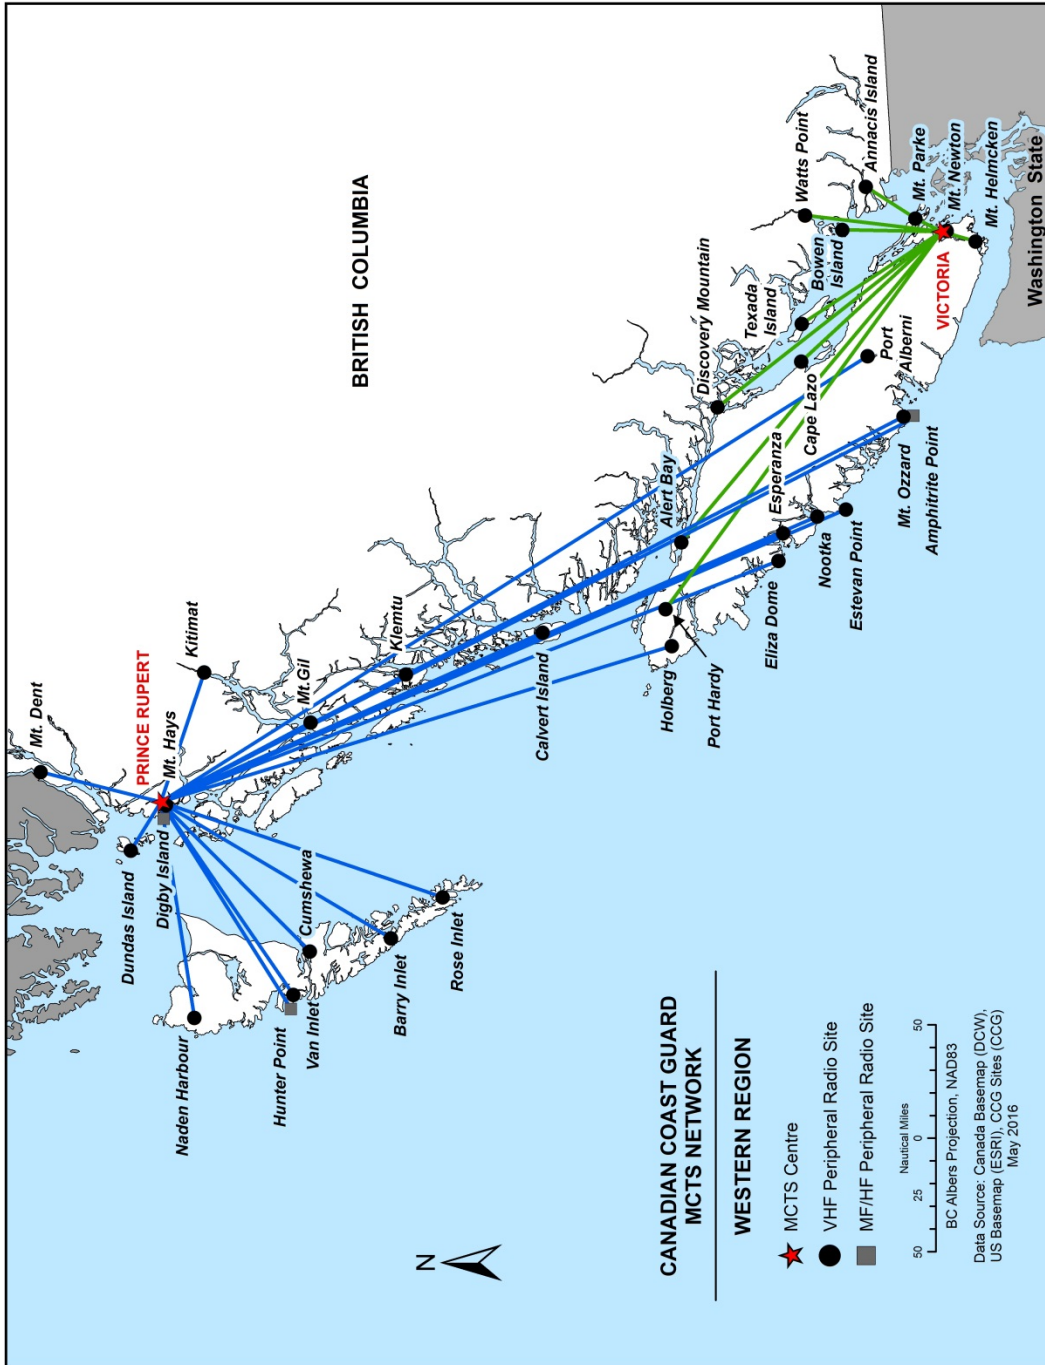 Mt. Dent
PRINCE RUPERT
Mt. Hays
Kitimat
Dundas Island
Digby Island
Naden Harbour
Hunter Point
Van Inlet
Cumshewa
Barry Inlet
Rose Inlet
Mt.Gil
Klemtu
Calvert Island
BRITISH COLUMBIA
Holberg
Port Hardy
Alert Bay
Discovery Mountain
Eliza Dome
Esperanza
Nootka
Estevan Point
Texada
Island
Cape Lazo
Watts Point
Bowen
Island
Annacis Island
Port
Alberni
Mt. Ozzard
Amphitrite Point
Mt. Parke
Mt. Newton
Mt. Helmcken
VICTORIA
Washington State
N
CANADIAN COAST GUARD
MCTS NETWORK
WESTERN REGION
MCTS Centre
VHF Peripheral Radio Site
MF/HF Peripheral Radio Site
Nautical Miles
50 25 0 50
BC Albers Projection, NAD83
Data Source: Canada Basemap (DCW),
US Basemap (ESRI), CCG Sites (CCG)
May 2016